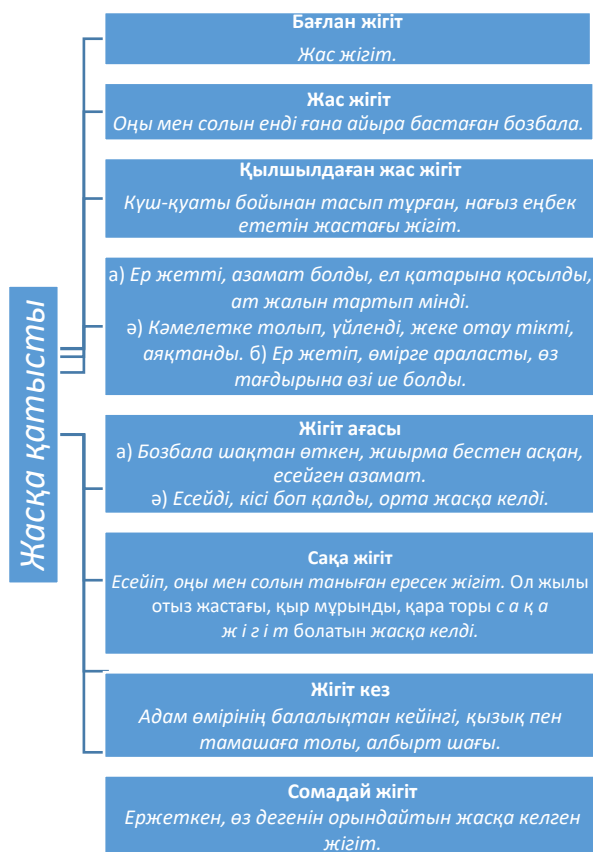 Жасқа қатысты
Бағлан жігіт
Жас жігіт.
Жас жігіт
Оңы мен солын енді ғана айыра бастаған бозбала.
Қылшылдаған жас жігіт
Күш-қуаты бойынан тасып тұрған, нағыз еңбек
ететін жастағы жігіт.
а) Ер жетті, азамат болды, ел қатарына қосылды,
ат жалын тартып мінді.
ә) Кәмелетке толып, үйленді, жеке отау тікті,
аяқтанды. б) Ер жетіп, өмірге араласты, өз
тағдырына өзі ие болды.
Жігіт ағасы
а) Бозбала шақтан өткен, жиырма бестен асқан,
есейген азамат.
ә) Есейді, кісі боп қалды, орта жасқа келді.
Сақа жігіт
Есейіп, оңы мен солын таныған ересек жігіт. Ол жылы
отыз жастағы, қыр мұрынды, қара торы с а қ а
ж і г і т болатын жасқа келді.
Жігіт кез
Адам өмірінің балалықтан кейінгі, қызық пен
тамашаға толы, албырт шағы.
Сомадай жігіт
Ержеткен, өз дегенін орындайтын жасқа келген
жігіт.